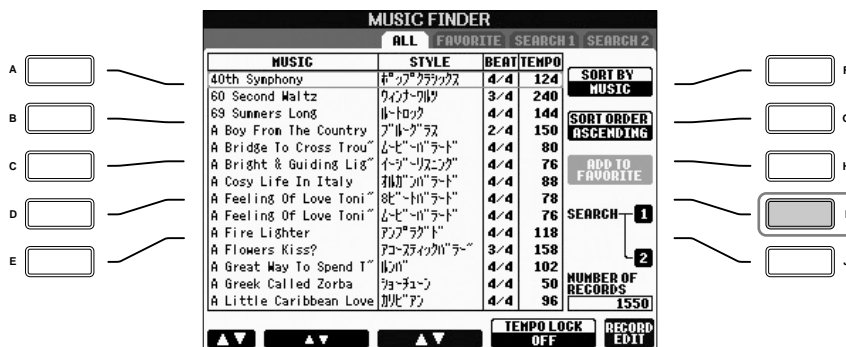 MUSIC FINDER
ALL FAVORITE SEARCH 1 SEARCH 2
MUSIC STYLE BEAT TEMPO
40th Symphony ポップクラシックス 4/4 124
60 Second Waltz ウィンナーワルツ 3/4 240
69 Summers Long ルートロック 4/4 144
A Boy From The Country ブルーグラス 2/4 150
A Bridge To Cross Trou~ ムービーバラード 4/4 80
A Bright & Guiding Lig~ イージーリスニング 4/4 76
A Cosy Life In Italy オルガンバラード 4/4 88
A Feeling Of Love Toni~ 8ビートバラード 4/4 78
A Feeling Of Love Toni~ ムービーバラード 4/4 76
A Fire Lighter アンプラグド 4/4 118
A Flowers Kiss? アコースティックバラー~ 3/4 158
A Great Way To Spend T~ ルンバ 4/4 102
A Greek Called Zorba ショーチューン 4/4 50
A Little Caribbean Love カリビアン 4/4 96
SORT BY
MUSIC
SORT ORDER
ASCENDING
ADD TO
FAVORITE
SEARCH 1
2
NUMBER OF
RECORDS
1550
TEMPO LOCK
OFF
RECORD
EDIT
A
B
C
D
E